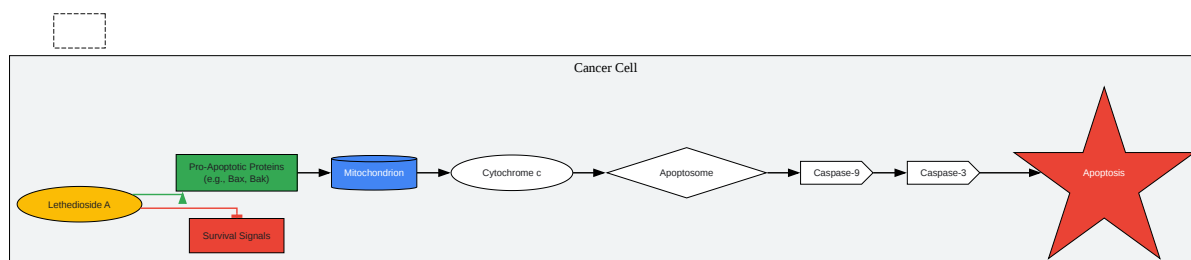 Cancer Cell
Pro-Apoptotic Proteins
(e.g., Bax, Bak)
Mitochondrion
Cytochrome c
Apoptosome
Caspase-9
Caspase-3
Apoptosis
Lethedioside A
Survival Signals